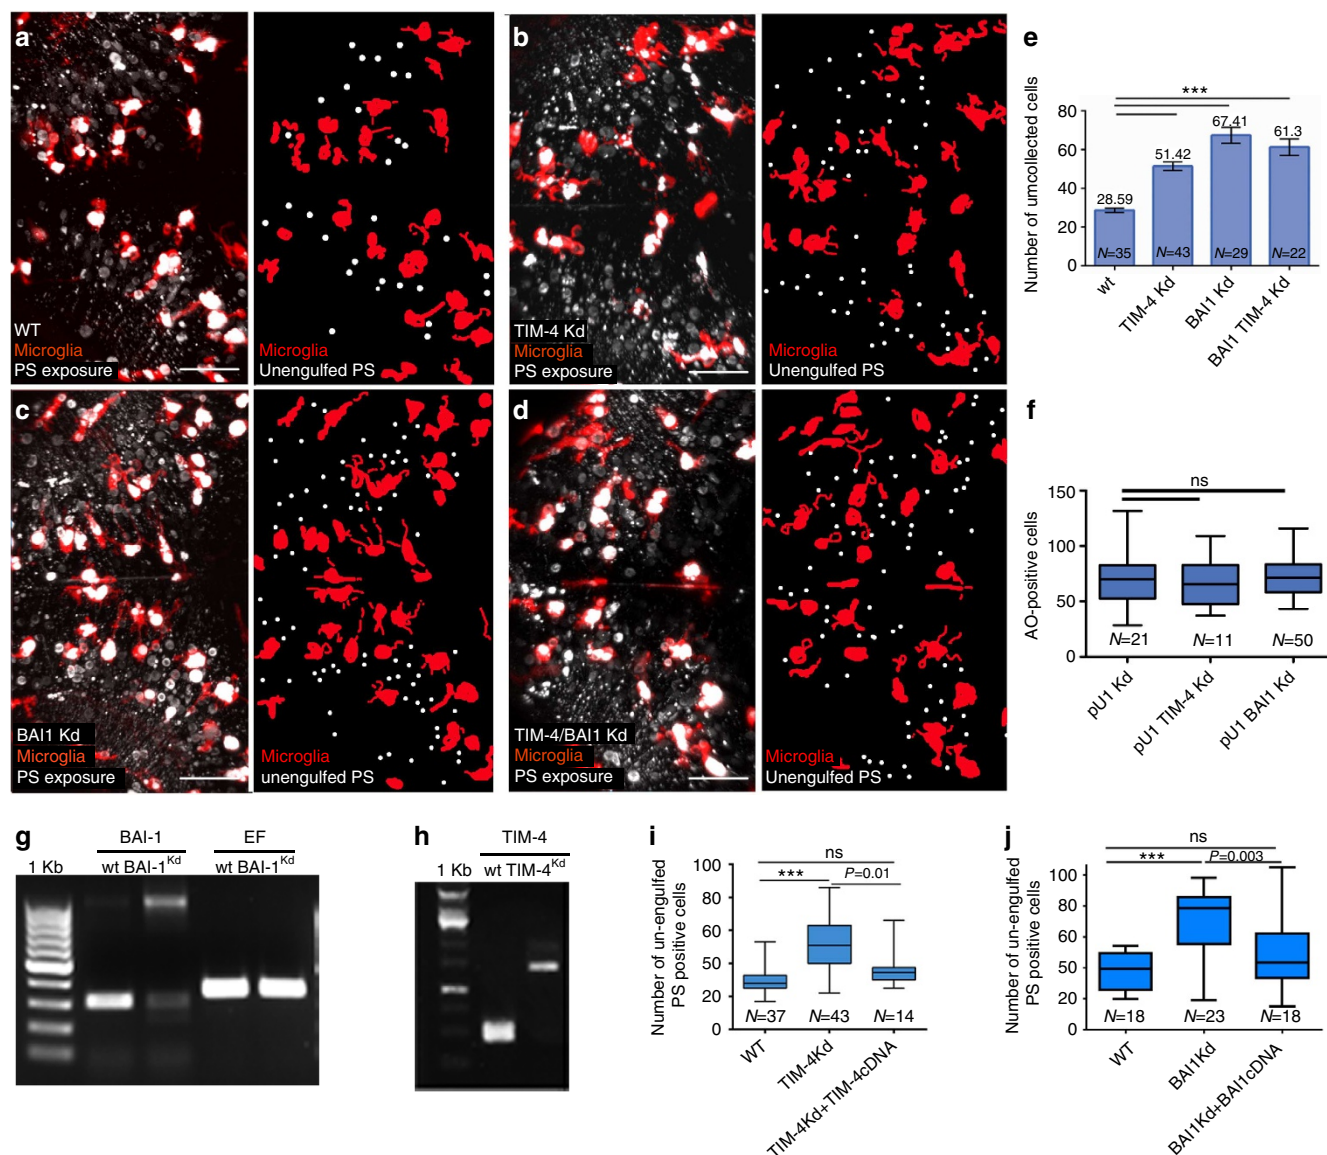 a
WT
Microglia
PS exposure
Microglia
Unengulfed PS
b
TIM-4 Kd
Microglia
PS exposure
Microglia
Unengulfed PS
c
BAI1 Kd
Microglia
PS exposure
Microglia
unengulfed PS
d
TIM-4/BAI1 Kd
Microglia
PS exposure
Microglia
Unengulfed PS
e
Number of umcollected cells
80
60
40
20
0
***
28.59
51.42
67.41
61.3
N=35
N=43
N=29
N=22
wt
TIM-4 Kd
BAI1 Kd
BAI1 TIM-4 Kd
f
AO-positive cells
150
100
50
0
ns
N=21
N=11
N=50
pU1 Kd
pU1 TIM-4 Kd
pU1 BAI1 Kd
g
BAI-1
EF
1 Kb
wt BAI-1Kd
wt BAI-1Kd
h
TIM-4
1 Kb
wt TIM-4Kd
i
Number of un-engulfed
PS positive cells
100
80
60
50
20
0
ns
***
P=0.01
N=37
N=43
N=14
WT
TIM-4Kd
TIM-4Kd+TIM-4cDNA
j
Number of un-engulfed
PS positive cells
100
80
60
50
20
0
ns
***
P=0.003
N=18
N=23
N=18
WT
BAI1Kd
BAI1Kd+BAI1cDNA